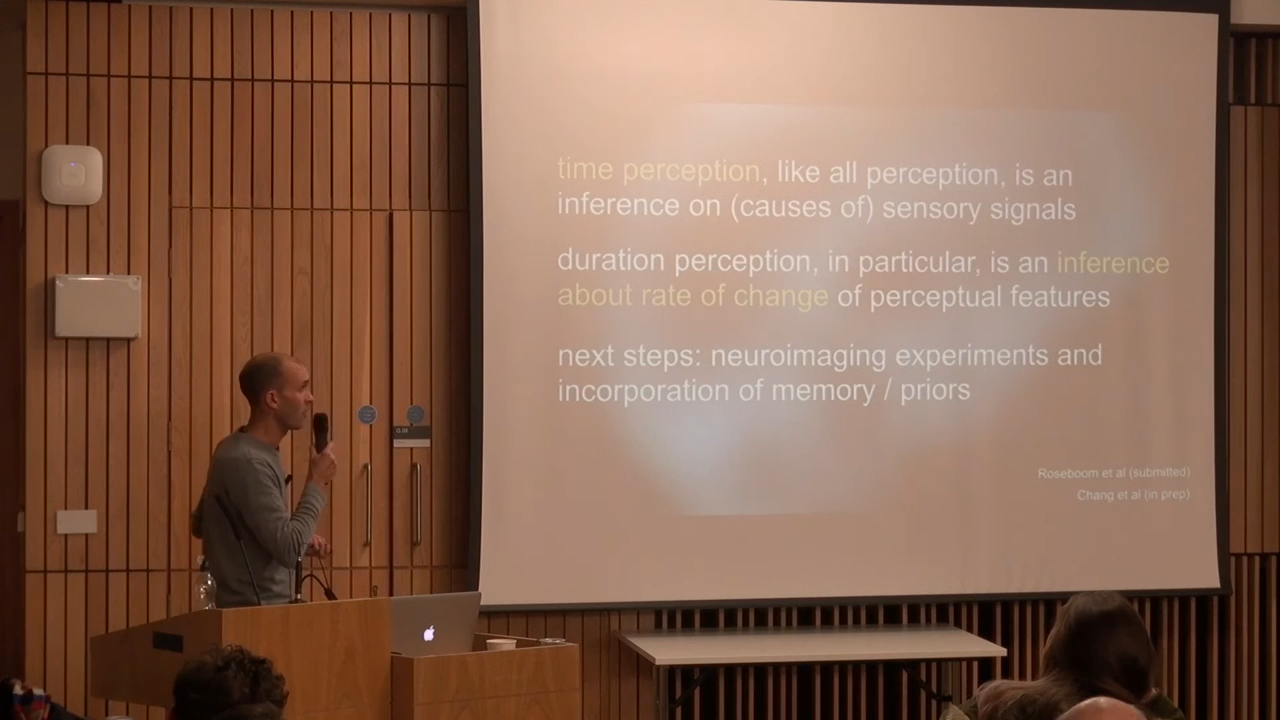 time perception, like all perception, is an
inference on (causes of) sensory signals
duration perception, in particular, is an inference
about rate of change of perceptual features
next steps: neuroimaging experiments and
incorporation of memory / priors
Roseboom et al (submitted)
Chang et al (in prep)